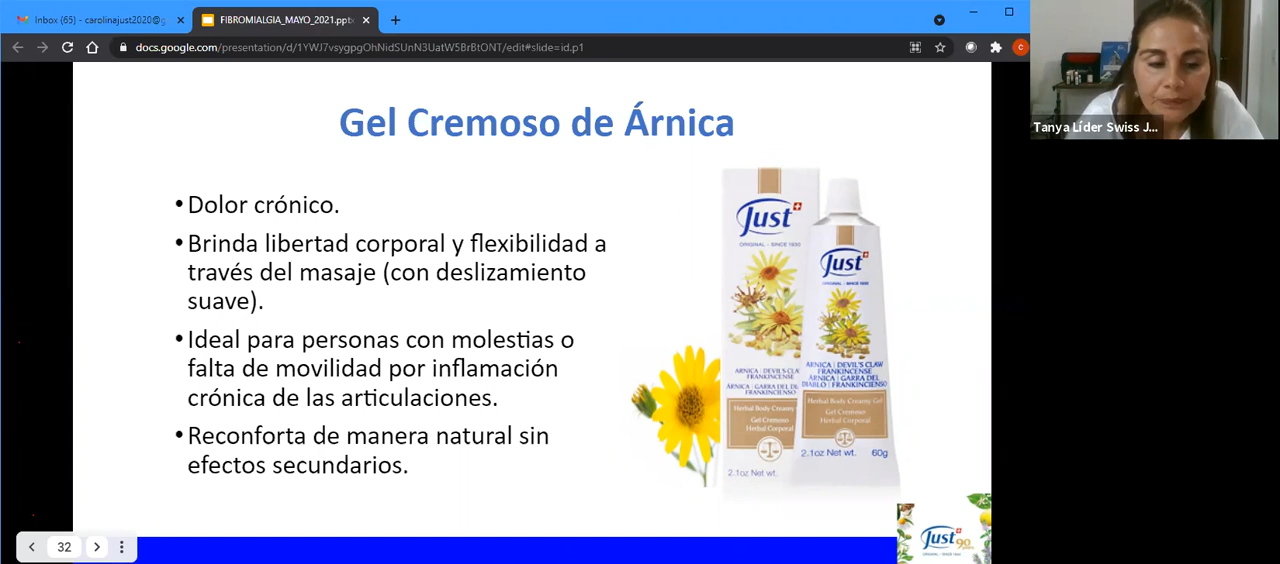 Inbox (65) - carolinajust2020@g
FIBROMIALGIA_MAYO_2021.pptx
docs.google.com/presentation/d/1YWJ7vsygpgOhNidSUnN3UatW5BrBtONT/edit#slide=id.p1
C
Tanya Líder Swiss J...
Gel Cremoso de Árnica
• Dolor crónico.
• Brinda libertad corporal y flexibilidad a
través del masaje (con deslizamiento
suave).
• Ideal para personas con molestias o
falta de movilidad por inflamación
crónica de las articulaciones.
• Reconforta de manera natural sin
efectos secundarios.
Just
ORIGINAL - SINCE 1930
ARNICA | DEVIL'S CLAW
FRANKINCENSE
ÁRNICA | GARRA DEL DI
FRANKINCIENSO
Herbal Body Creamy
Gel Cremoso
Herbal Corporal
2.1oz Net wt.
Just
ORIGINAL - SINCE 1930
ARNICA | DEVIL'S CLAW
FRANKINCENSE
ÁRNICA | GARRA DEL
DIABLO | FRANKINCIENSO
Herbal Body Creamy Gel
Gel Cremoso
Herbal Corporal
2.1oz Net wt. 60g
32
Just
90